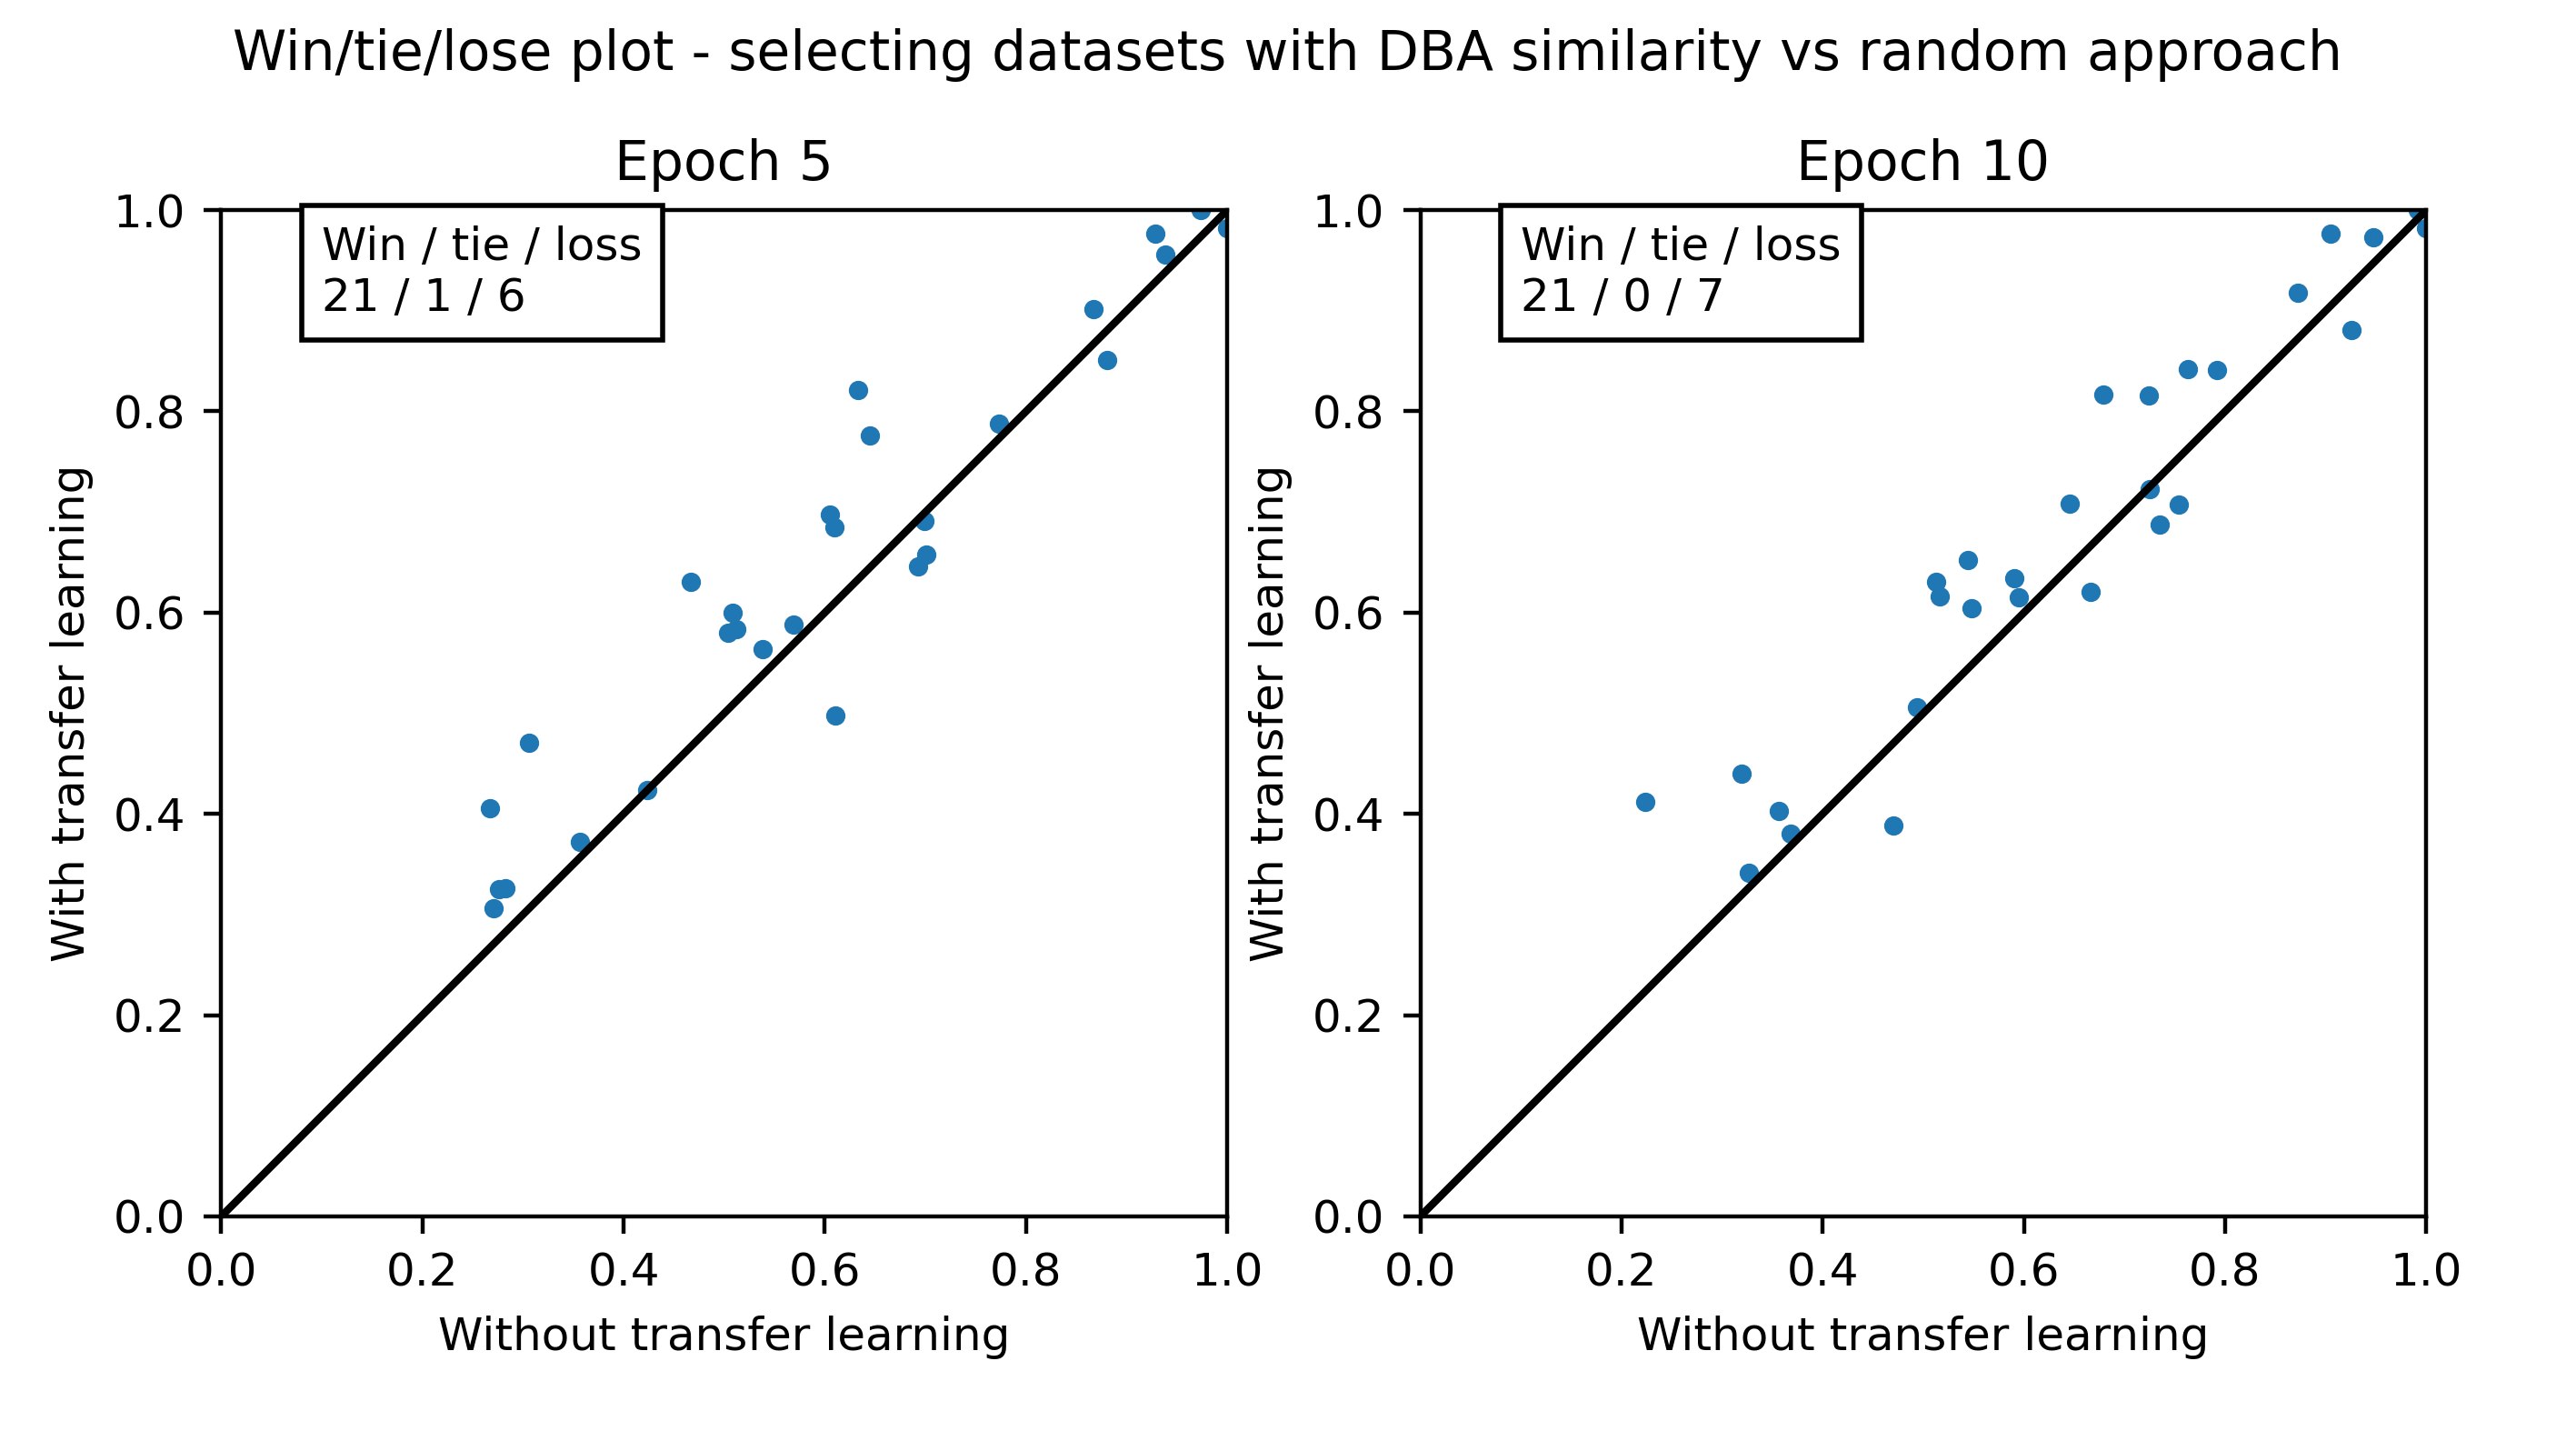 Win/tie/lose plot - selecting datasets with DBA similarity vs random approach
Epoch 5
Win / tie / loss
21 / 1 / 6
With transfer learning
1.0
0.8
0.6
0.4
0.2
0.0
0.0 0.2 0.4 0.6 0.8 1.0
Without transfer learning
Epoch 10
Win / tie / loss
21 / 0 / 7
With transfer learning
1.0
0.8
0.6
0.4
0.2
0.0
0.0 0.2 0.4 0.6 0.8 1.0
Without transfer learning